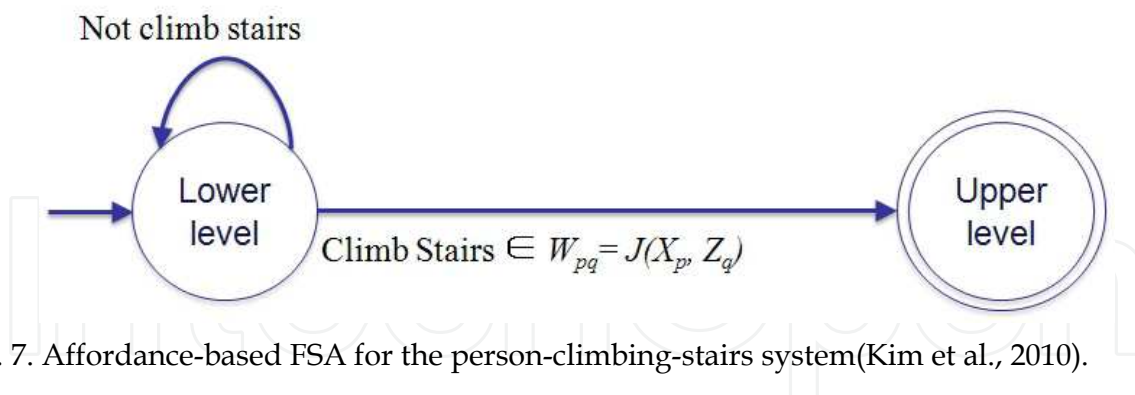 Not climb stairs
Lower
level
Upper
level
Climb Stairs ∈ W_pq= J(X_p, Z_q)
. 7. Affordance-based FSA for the person-climbing-stairs system(Kim et al., 2010).